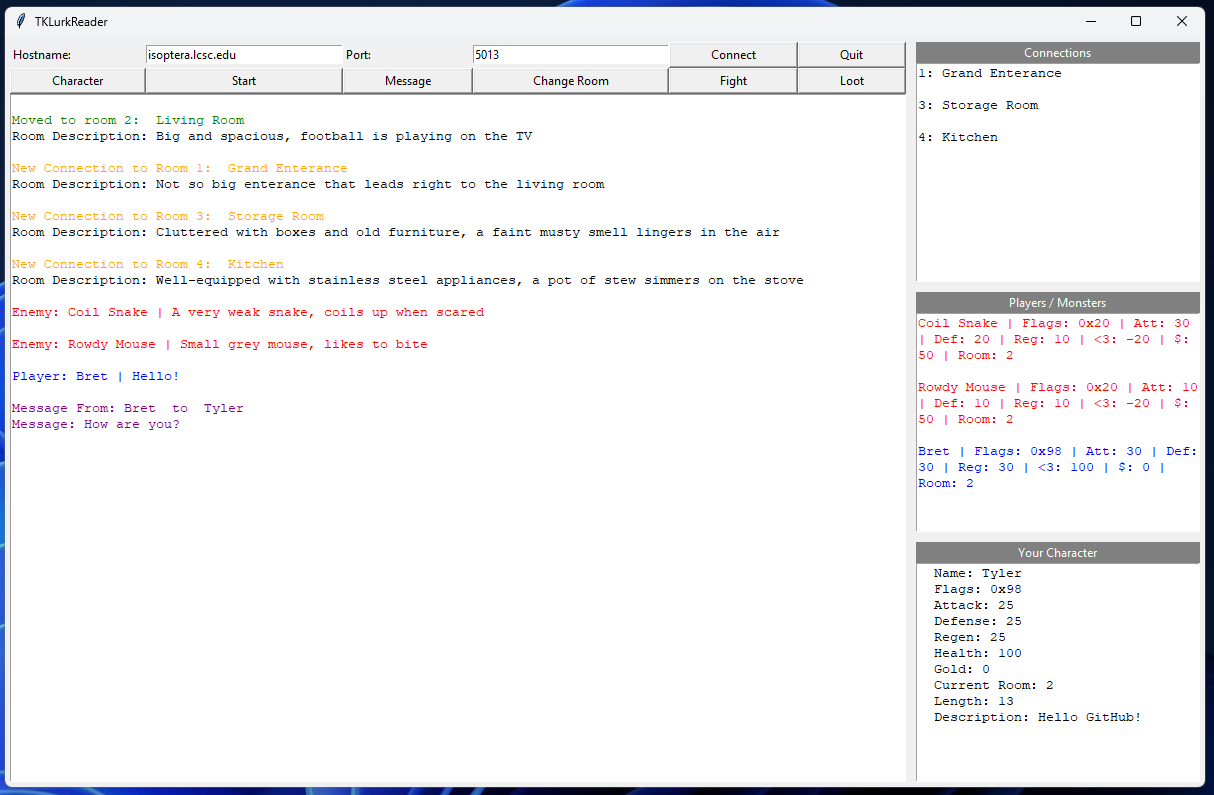 TKLurkReader
Hostname: isoptera.lcsc.edu Port: 5013 Connect Quit
Character Start Message Change Room Fight Loot
Moved to room 2:  Living Room
Room Description: Big and spacious, football is playing on the TV
New Connection to Room 1:  Grand Enterance
Room Description: Not so big enterance that leads right to the living room
New Connection to Room 3:  Storage Room
Room Description: Cluttered with boxes and old furniture, a faint musty smell lingers in the air
New Connection to Room 4:  Kitchen
Room Description: Well-equipped with stainless steel appliances, a pot of stew simmers on the stove
Enemy: Coil Snake | A very weak snake, coils up when scared
Enemy: Rowdy Mouse | Small grey mouse, likes to bite
Player: Bret | Hello!
Message From: Bret  to  Tyler
Message: How are you?
Connections
1: Grand Enterance
3: Storage Room
4: Kitchen
Players / Monsters
Coil Snake | Flags: 0x20 | Att: 30
| Def: 20 | Reg: 10 | <3: -20 | $:
50 | Room: 2
Rowdy Mouse | Flags: 0x20 | Att: 10
| Def: 10 | Reg: 10 | <3: -20 | $:
50 | Room: 2
Bret | Flags: 0x98 | Att: 30 | Def:
30 | Reg: 30 | <3: 100 | $: 0 |
Room: 2
Your Character
Name: Tyler
Flags: 0x98
Attack: 25
Defense: 25
Regen: 25
Health: 100
Gold: 0
Current Room: 2
Length: 13
Description: Hello GitHub!